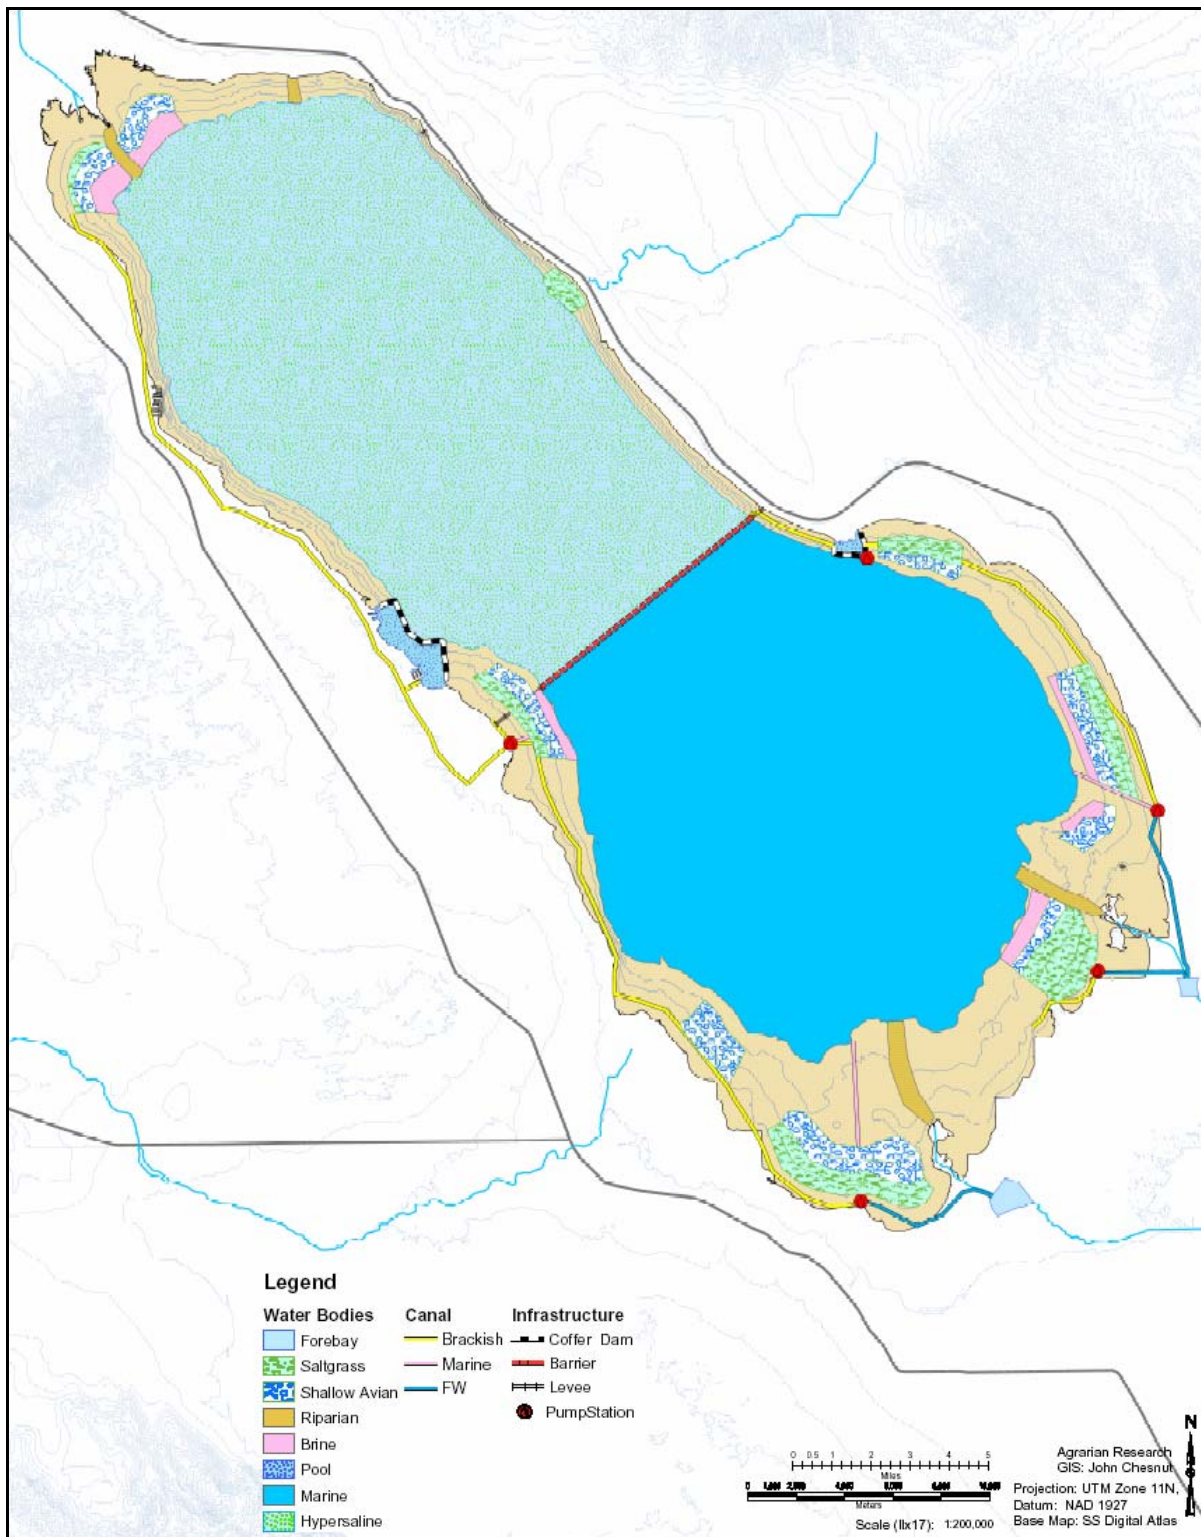 Legend
Water Bodies Canal Infrastructure
Forebay Brackish Coffer Dam
Saltgrass Marine Barrier
Shallow Avian FW Levee
Riparian PumpStation
Brine
Pool
Marine
Hypersaline
N
0 0.5 1 2 3 4 5
Miles
Meters
Scale (llx17): 1:200,000
Agrarian Research
GIS: John Chesnut
Projection: UTM Zone 11N,
Datum: NAD 1927
Base Map: SS Digital Atlas